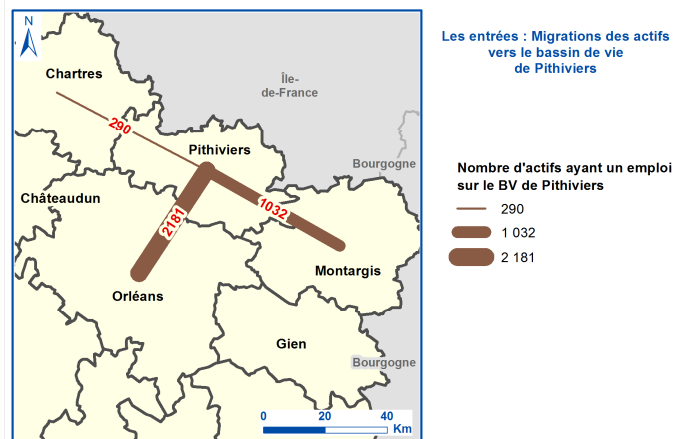 N
Chartres
Île-
de-France
290
Pithiviers
Bourgogne
Châteaudun
1032
2181
Montargis
Orléans
Gien
Bourgogne
0 20 40
Km
Les entrées : Migrations des actifs
vers le bassin de vie
de Pithiviers
Nombre d'actifs ayant un emploi
sur le BV de Pithiviers
290
1 032
2 181